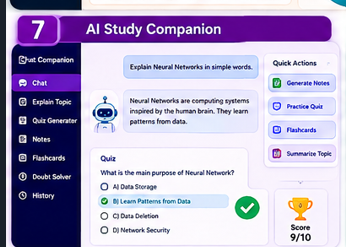 7
AI Study Companion
Companion
Chat
Explain Topic
Quiz Generater
Notes
Flashcards
Doubt Solver
History
Explain Neural Networks in simple words.
Neural Networks are computing systems
inspired by the human brain. They learn
patterns from data.
Quiz
What is the main purpose of Neural Network?
A) Data Storage
B) Learn Patterns from Data
C) Data Deletion
D) Network Security
Quick Actions
Generate Notes
Practice Quiz
Flashcards
Summarize Topic
Score
9/10